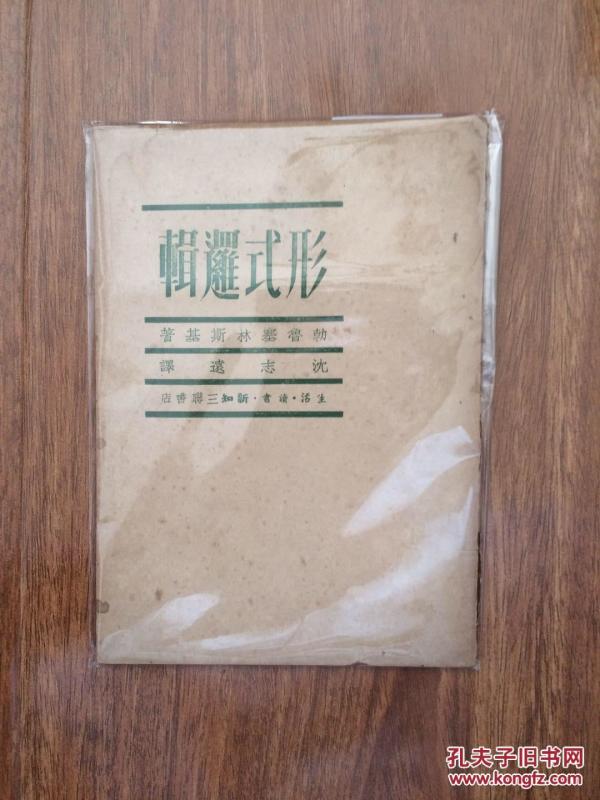 形式邏輯
勃魯塞林斯基著
沈志遠譯
生活·讀書·新知三聯書店
孔夫子旧书网
www.kongfz.com